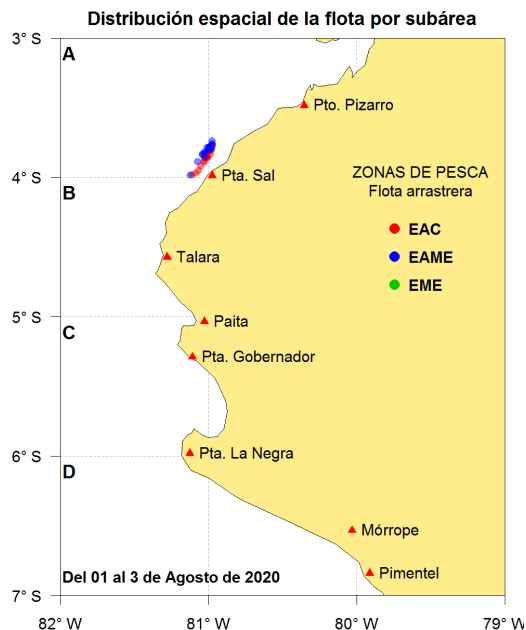 Distribución espacial de la flota por subárea
3° S
A
Pto. Pizarro
ZONAS DE PESCA
Flota arrastrera
4° S
B
Pta. Sal
EAC
EAME
EME
Talara
5° S
C
Paita
Pta. Gobernador
6° S
D
Pta. La Negra
Mórrope
Pimentel
Del 01 al 3 de Agosto de 2020
7° S
82° W
81° W
80° W
79° W